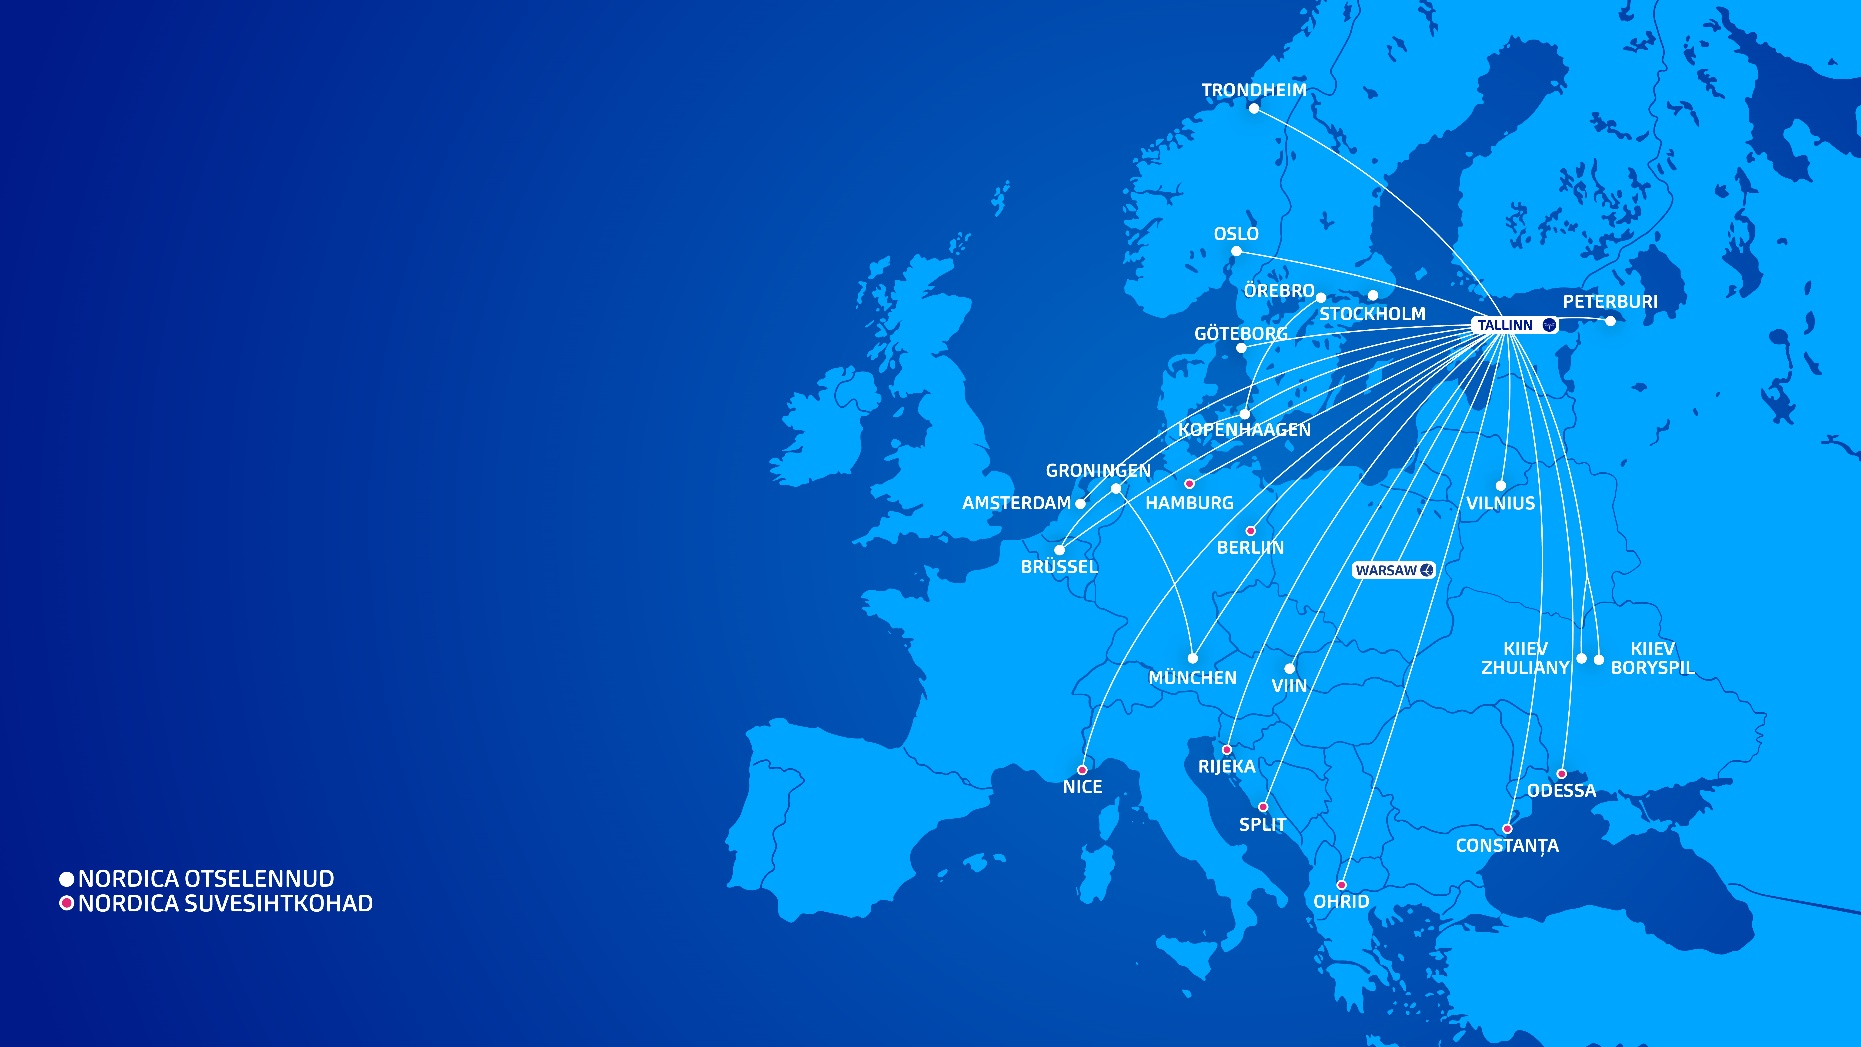 TRONDHEIM
OSLO
ÖREBRO
STOCKHOLM
PETERBURI
TALLINN
GÖTEBORG
KOPENHAAGEN
GRONINGEN
AMSTERDAM
HAMBURG
VILNIUS
BERLIIN
BRÜSSEL
WARSAW
KIIEV
ZHULIANY
KIIEV
BORYSPIL
MÜNCHEN
VIIN
RIJEKA
NICE
ODESSA
SPLIT
CONSTANȚA
OHRID
NORDICA OTSELENNUD
NORDICA SUVESIHTKOHAD